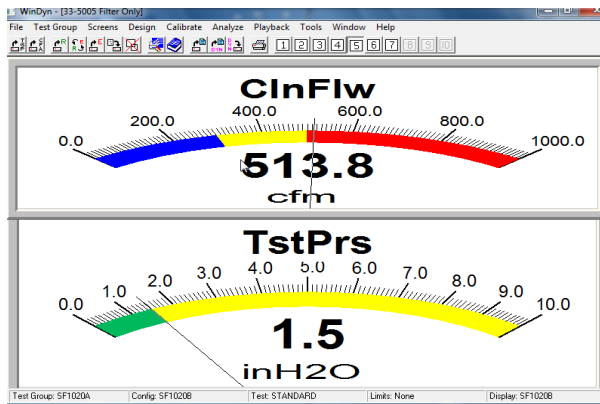 WinDyn - [33-5005 Filter Only]
File Test Group Screens Design Calibrate Analyze Playback Tools Window Help
1 2 3 4 5 6 7 8 9 10
ClnFlw
0.0 200.0 400.0 600.0 800.0 1000.0
513.8
cfm
TstPrs
0.0 1.0 2.0 3.0 4.0 5.0 6.0 7.0 8.0 9.0 10.0
1.5
inH2O
Test Group: SF1020A Config: SF1020B Test: STANDARD Limits: None Display: SF1020B